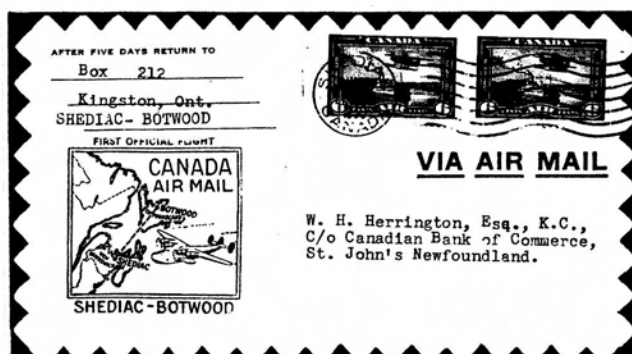 AFTER FIVE DAYS RETURN TO
Box 212
Kingston, Ont.
SHEDIAC- BOTWOOD
FIRST OFFICIAL FLIGHT
CANADA
AIR MAIL
BOTWOOD
SHEDIAC
SHEDIAC-BOTWOOD
CANADA
CANADA
VIA AIR MAIL
W. H. Herrington, Esq., K.C.,
C/o Canadian Bank of Commerce,
St. John's Newfoundland.